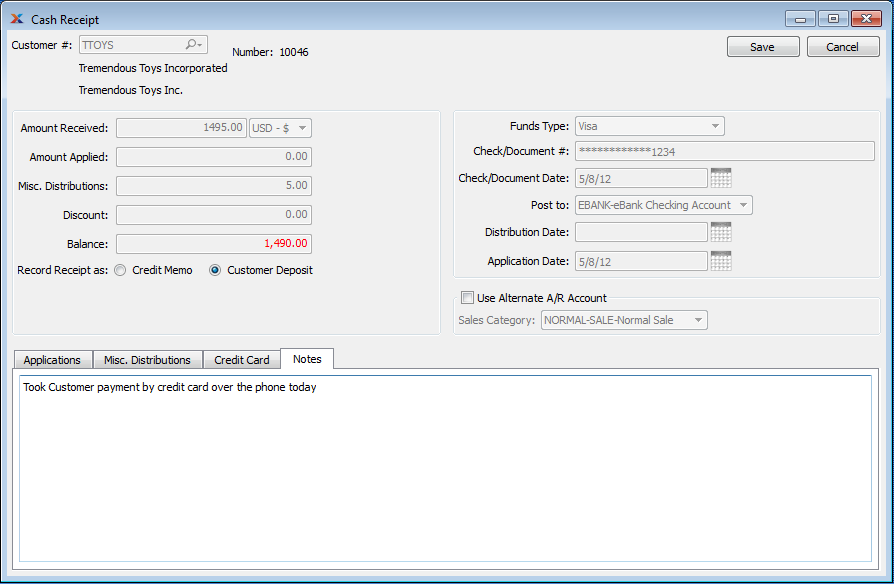 Cash Receipt
Customer #: TTOYS
Number: 10046
Save
Cancel
Tremendous Toys Incorporated
Tremendous Toys Inc.
Amount Received: 1495.00 USD - $
Amount Applied: 0.00
Misc. Distributions: 5.00
Discount: 0.00
Balance: 1,490.00
Record Receipt as: Credit Memo Customer Deposit
Funds Type: Visa
Check/Document #: ************1234
Check/Document Date: 5/8/12
Post to: EBANK-eBank Checking Account
Distribution Date:
Application Date: 5/8/12
Use Alternate A/R Account
Sales Category: NORMAL-SALE-Normal Sale
Applications Misc. Distributions Credit Card Notes
Took Customer payment by credit card over the phone today